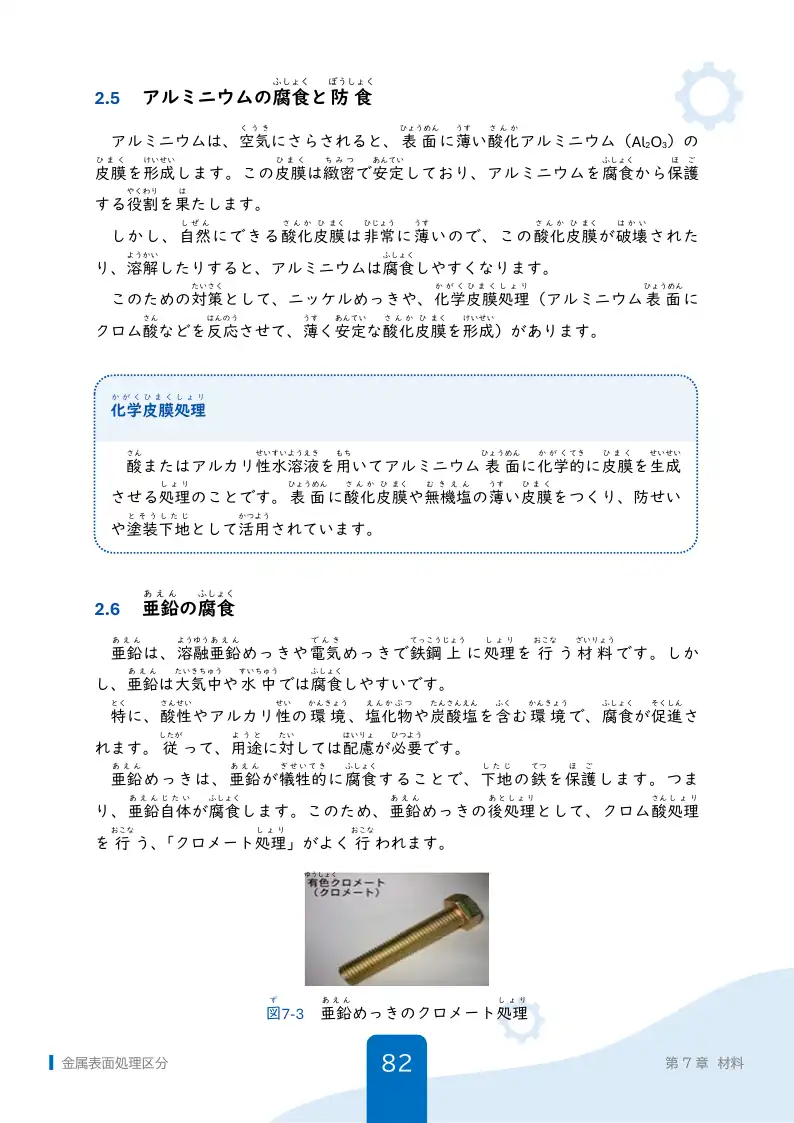 2.5 アルミニウムの腐食と防食
アルミニウムは、空気にさらされると、表面に薄い酸化アルミニウム（Al₂O₃）の
皮膜を形成します。この皮膜は緻密で安定しており、アルミニウムを腐食から保護
する役割を果たします。
しかし、自然にできる酸化皮膜は非常に薄いので、この酸化皮膜が破壊された
り、溶解したりすると、アルミニウムは腐食しやすくなります。
このための対策として、ニッケルめっきや、化学皮膜処理（アルミニウム表面に
クロム酸などを反応させて、薄く安定な酸化皮膜を形成）があります。
化学皮膜処理
酸またはアルカリ性水溶液を用いてアルミニウム表面に化学的に皮膜を生成
させる処理のことです。表面に酸化皮膜や無機塩の薄い皮膜をつくり、防せい
や塗装下地として活用されています。
2.6 亜鉛の腐食
亜鉛は、溶融亜鉛めっきや電気めっきで鉄鋼上に処理を行う材料です。しか
し、亜鉛は大気中や水中では腐食しやすいです。
特に、酸性やアルカリ性の環境、塩化物や炭酸塩を含む環境で、腐食が促進さ
れます。従って、用途に対しては配慮が必要です。
亜鉛めっきは、亜鉛が犠牲的に腐食することで、下地の鉄を保護します。つま
り、亜鉛自体が腐食します。このため、亜鉛めっきの後処理として、クロム酸処理
を行う、「クロメート処理」がよく行われます。
有色クロメート
（クロメート）
図7-3 亜鉛めっきのクロメート処理
金属表面処理区分
82
第7章 材料